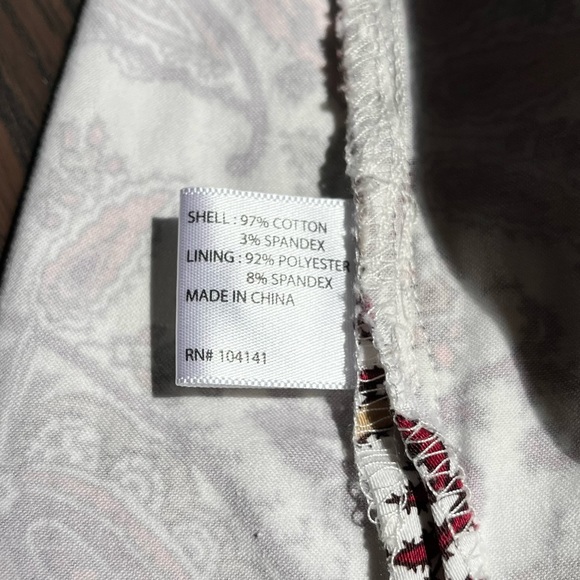 SHELL : 97% COTTON
3% SPANDEX
LINING : 92% POLYESTER
8% SPANDEX
MADE IN CHINA
RN# 104141